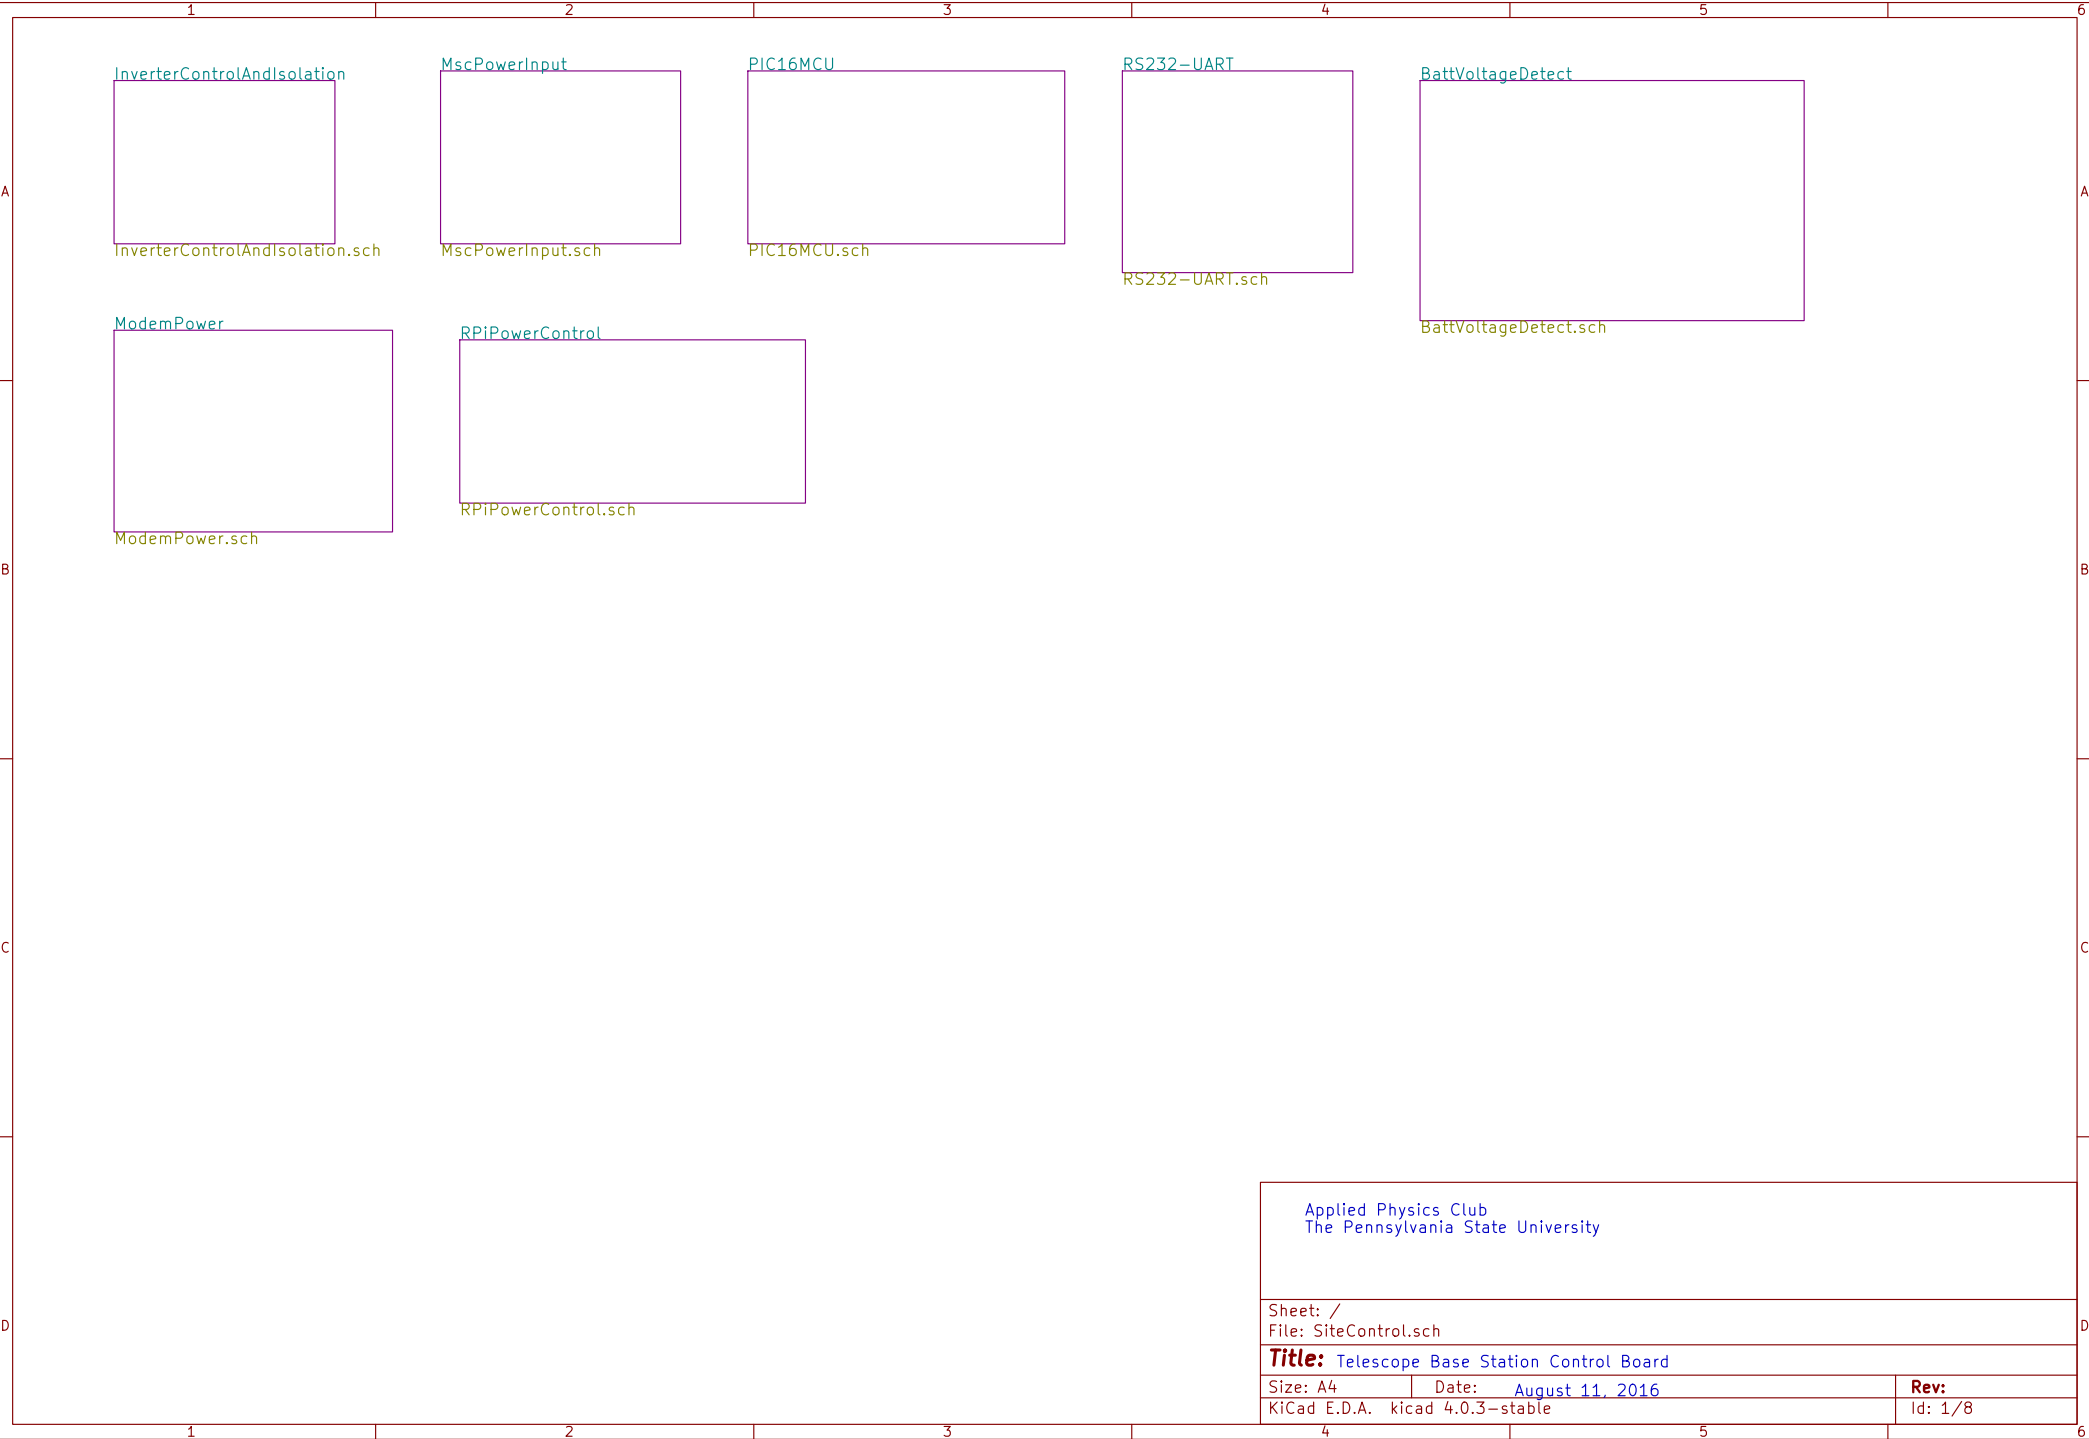 1 2 3 4 5 6
InverterControlAndIsolation
MscPowerInput
PIC16MCU
RS232-UART
BattVoltageDetect
A A
InverterControlAndIsolation.sch
MscPowerInput.sch
PIC16MCU.sch
RS232-UART.sch
BattVoltageDetect.sch
ModemPower
RPiPowerControl
RPiPowerControl.sch
ModemPower.sch
B B
C C
Applied Physics Club
The Pennsylvania State University
Sheet: /
File: SiteControl.sch
D D
Title: Telescope Base Station Control Board
Size: A4 Date: August 11, 2016 Rev:
KiCad E.D.A. kicad 4.0.3-stable Id: 1/8
1 2 3 4 5 6